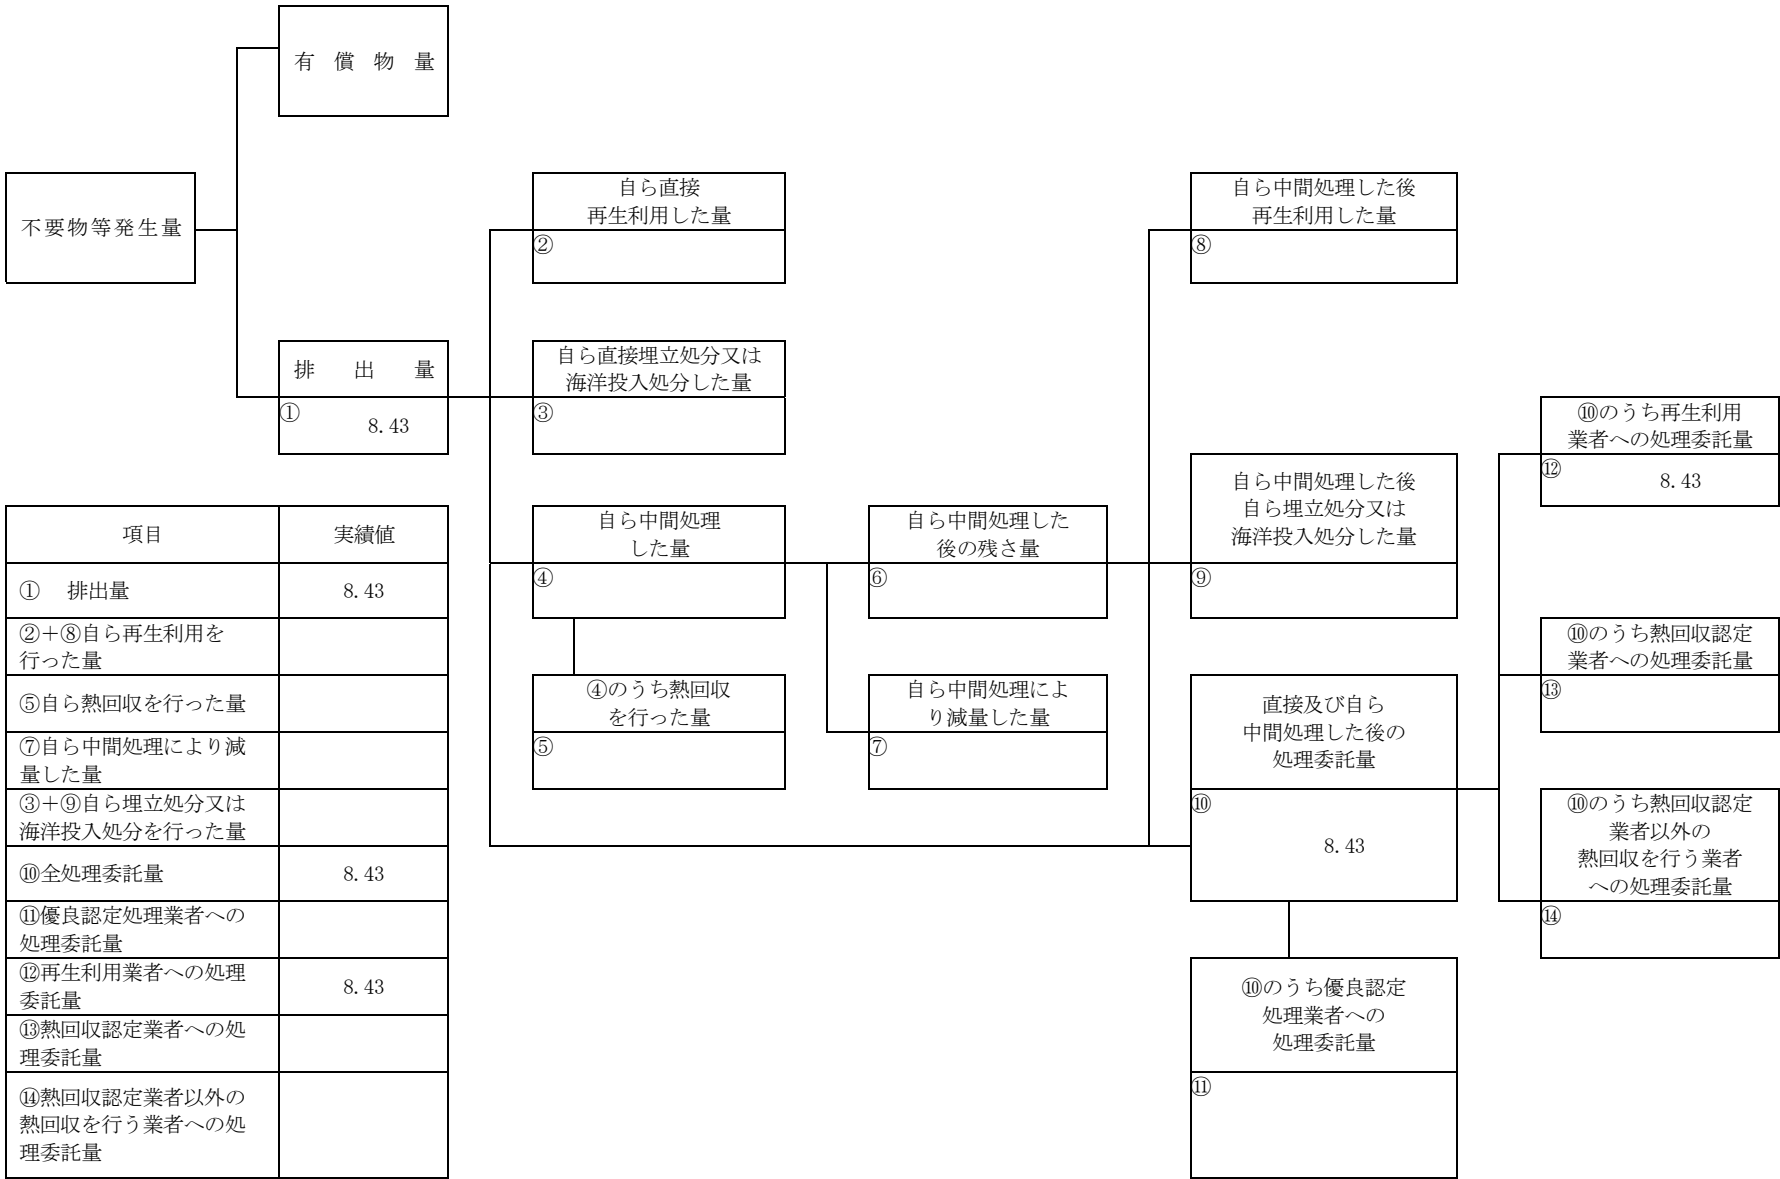 有償物量
不要物等発生量
自ら直接
再生利用した量
②
自ら中間処理した後
再生利用した量
⑧
排出量
①
8.43
自ら直接埋立処分又は
海洋投入処分した量
③
⑩のうち再生利用
業者への処理委託量
⑫
8.43
自ら中間処理
した量
④
自ら中間処理した
後の残さ量
⑥
自ら中間処理した後
自ら埋立処分又は
海洋投入処分した量
⑨
⑩のうち熱回収認定
業者への処理委託量
⑬
④のうち熱回収
を行った量
⑤
自ら中間処理によ
り減量した量
⑦
直接及び自ら
中間処理した後の
処理委託量
⑩
8.43
⑩のうち熱回収認定
業者以外の
熱回収を行う業者
への処理委託量
⑭
⑩のうち優良認定
処理業者への
処理委託量
⑪
項目 実績値
① 排出量 8.43
②+⑧自ら再生利用を
行った量
⑤自ら熱回収を行った量
⑦自ら中間処理により減
量した量
③+⑨自ら埋立処分又は
海洋投入処分を行った量
⑩全処理委託量 8.43
⑪優良認定処理業者への
処理委託量
⑫再生利用業者への処理
委託量
8.43
⑬熱回収認定業者への処
理委託量
⑭熱回収認定業者以外の
熱回収を行う業者への処
理委託量